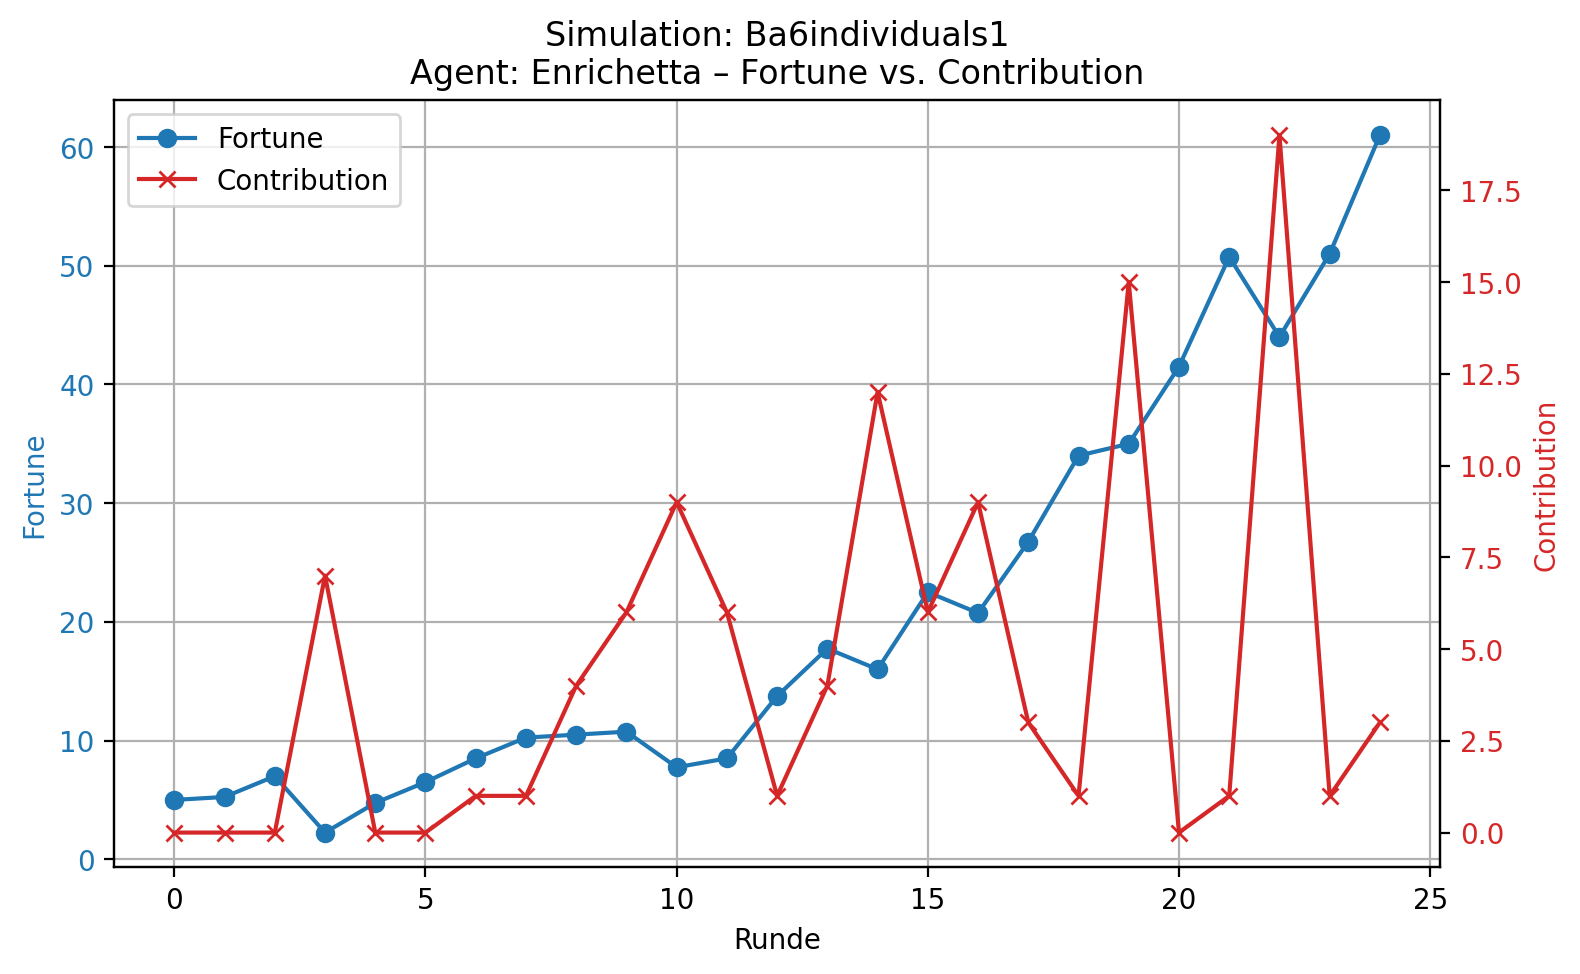 Simulation: Ba6individuals1
Agent: Enrichetta – Fortune vs. Contribution
Fortune
Contribution
60
50
40
30
20
10
0
Fortune
17.5
15.0
12.5
10.0
7.5
5.0
2.5
0.0
Contribution
0 5 10 15 20 25
Runde